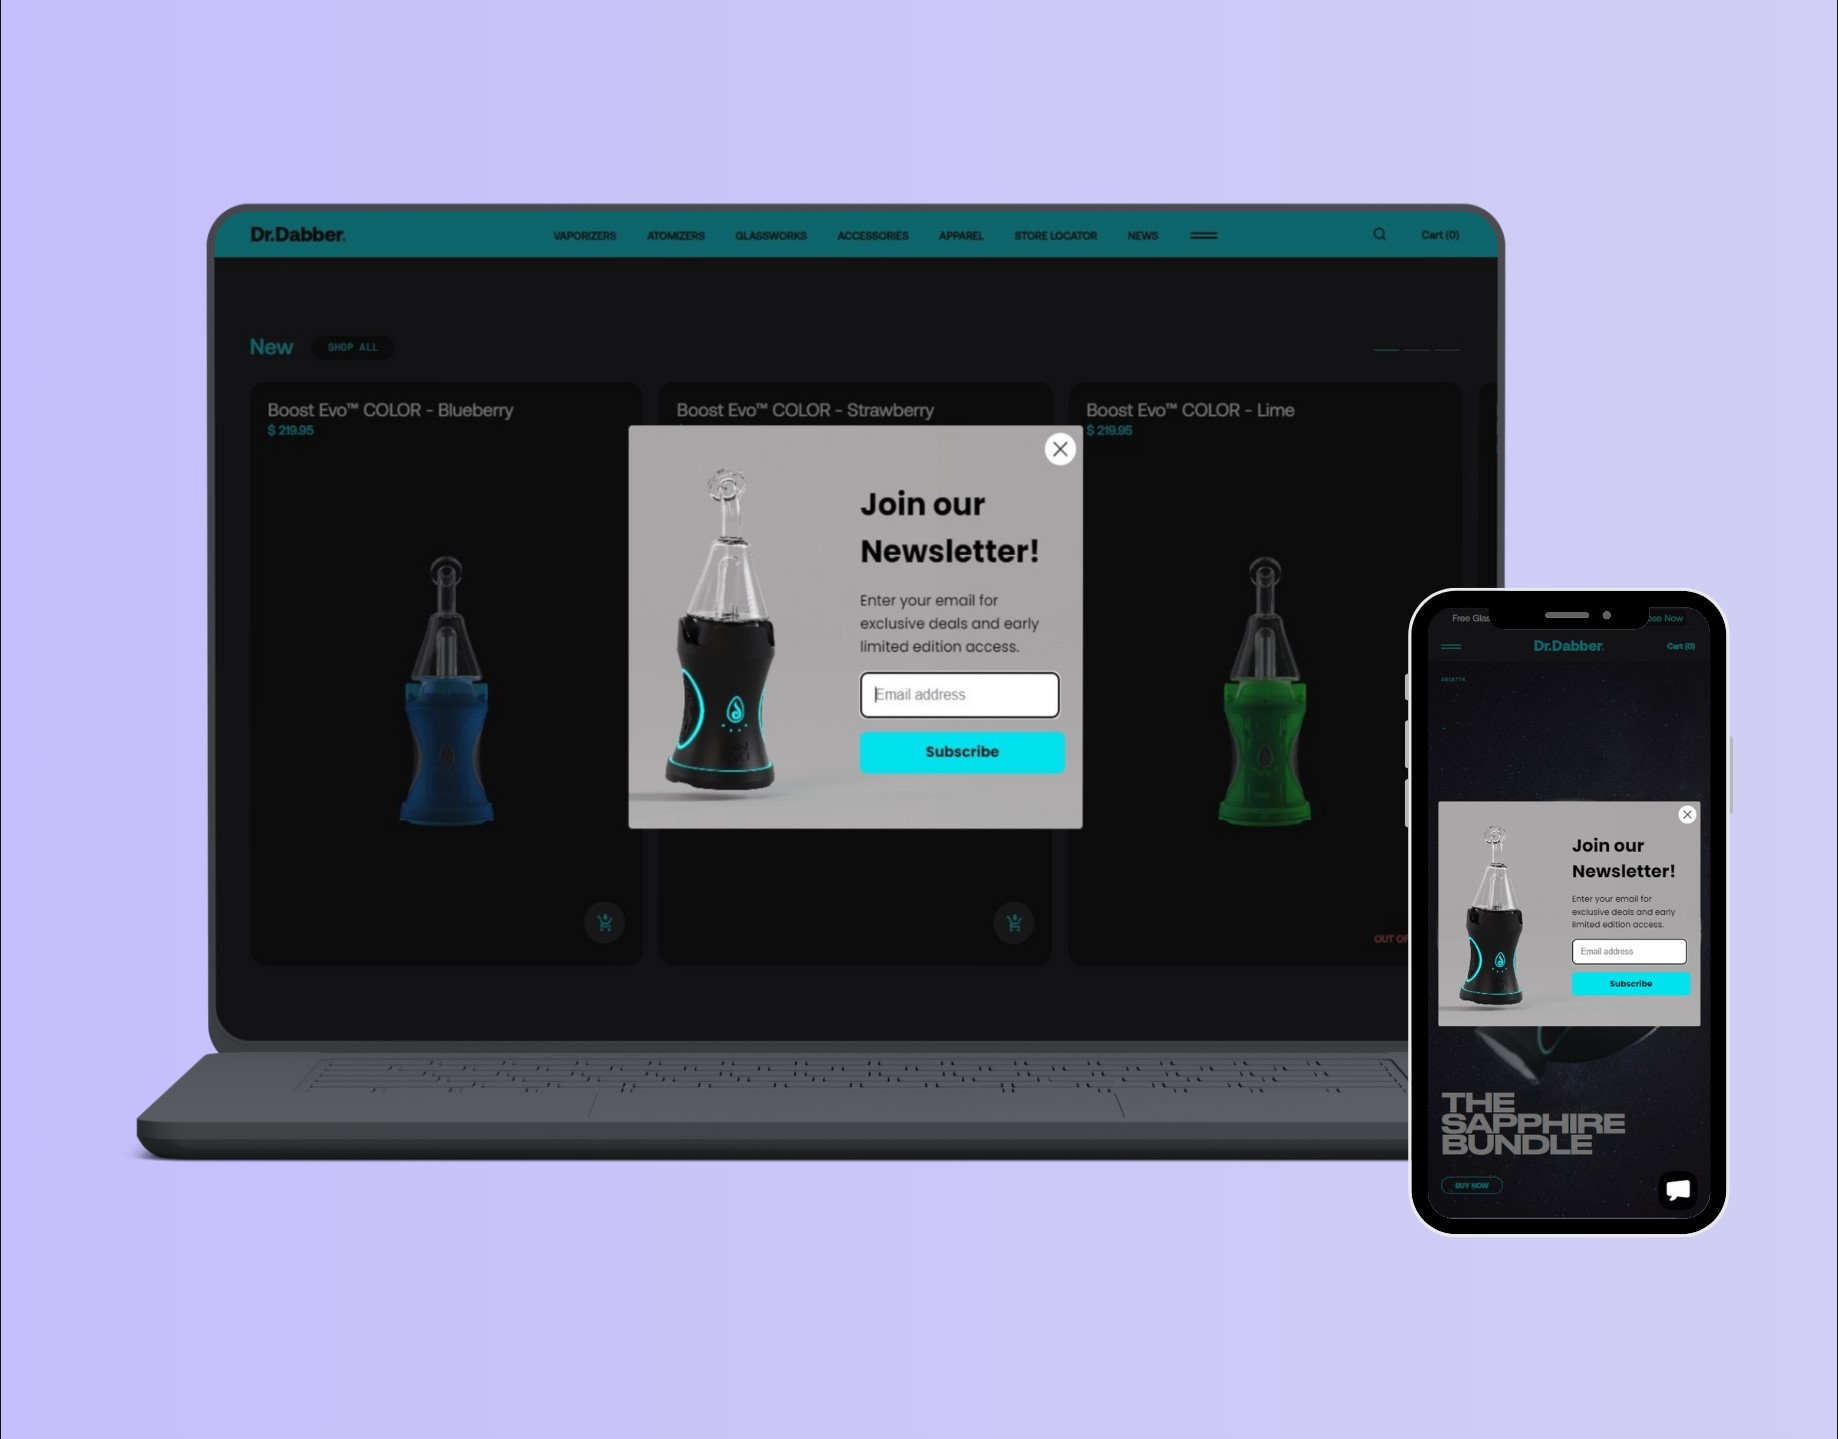 Dr.Dabber.
VAPORIZERS ATOMIZERS GLASSWORKS ACCESSORIES APPAREL STORE LOCATOR NEWS
Cart (0)
New SHOP ALL
Boost Evo™ COLOR - Blueberry
$ 219.95
Boost Evo™ COLOR - Strawberry
Boost Evo™ COLOR - Lime
$ 219.95
OUT OF
Join our
Newsletter!
Enter your email for
exclusive deals and early
limited edition access.
Email address
Subscribe
Free Now
Dr.Dabber.
Cart (0)
Join our
Newsletter!
Enter your email for
exclusive deals and early
limited edition access.
Email address
Subscribe
THE
SAPPHIRE
BUNDLE
BUY NOW